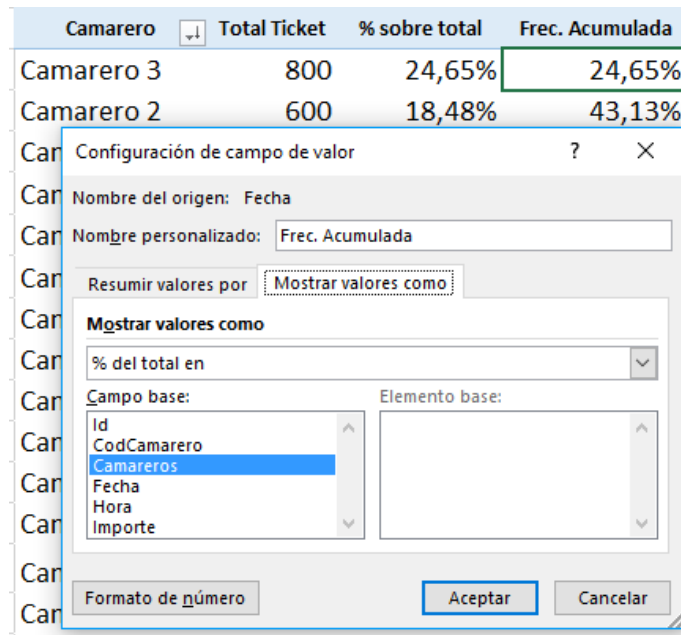 Camarero Total Ticket % sobre total Frec. Acumulada
Camarero 3 800 24,65% 24,65%
Camarero 2 600 18,48% 43,13%
Configuración de campo de valor ? X
Nombre del origen: Fecha
Nombre personalizado: Frec. Acumulada
Resumir valores por Mostrar valores como
Mostrar valores como
% del total en
Campo base: Elemento base:
Id
CodCamarero
Camareros
Fecha
Hora
Importe
Formato de número Aceptar Cancelar